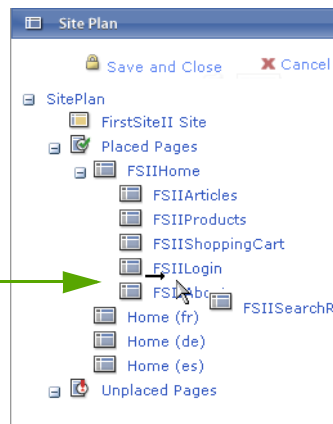 Site Plan
Save and Close Cancel
SitePlan
FirstSiteII Site
Placed Pages
FSIIHome
FSIIArticles
FSIIProducts
FSIIShoppingCart
FSIILogin
FSIISearchR
Home (fr)
Home (de)
Home (es)
Unplaced Pages